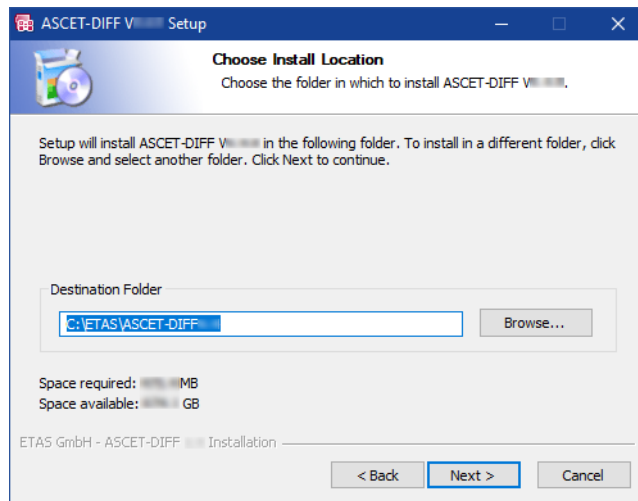 ASCET-DIFF V Setup
Choose Install Location
Choose the folder in which to install ASCET-DIFF V
Setup will install ASCET-DIFF V in the following folder. To install in a different folder, click
Browse and select another folder. Click Next to continue.
Destination Folder
C:\ETAS\ASCET-DIFF
Browse...
Space required: MB
Space available: GB
ETAS GmbH - ASCET-DIFF Installation
< Back
Next >
Cancel